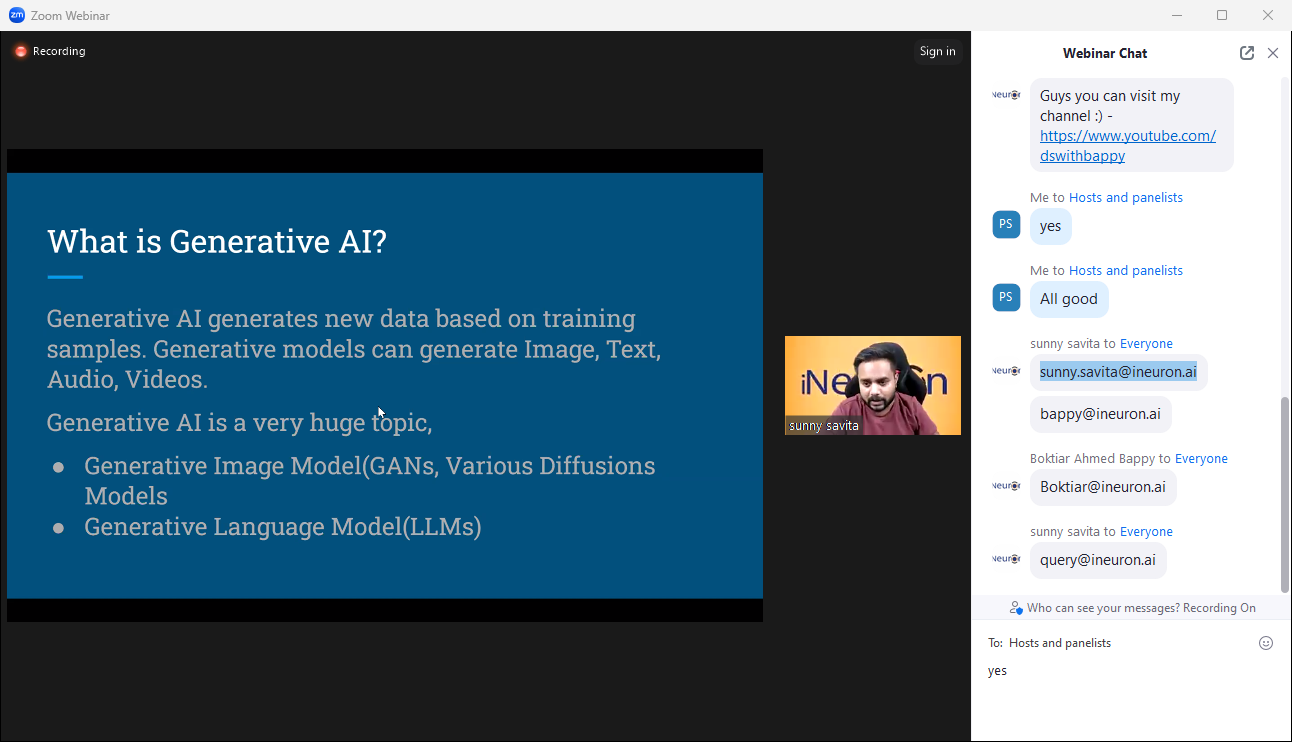 Zoom Webinar
Recording
Sign in
What is Generative AI?
Generative AI generates new data based on training
samples. Generative models can generate Image, Text,
Audio, Videos.
Generative AI is a very huge topic,
● Generative Image Model(GANs, Various Diffusions
Models
● Generative Language Model(LLMs)
sunny savita
Webinar Chat
Guys you can visit my
channel :) -
https://www.youtube.com/
dswithbappy
Me to Hosts and panelists
PS
yes
Me to Hosts and panelists
PS
All good
sunny savita to Everyone
sunny.savita@ineuron.ai
bappy@ineuron.ai
Boktiar Ahmed Bappy to Everyone
Boktiar@ineuron.ai
sunny savita to Everyone
query@ineuron.ai
Who can see your messages? Recording On
To: Hosts and panelists
yes